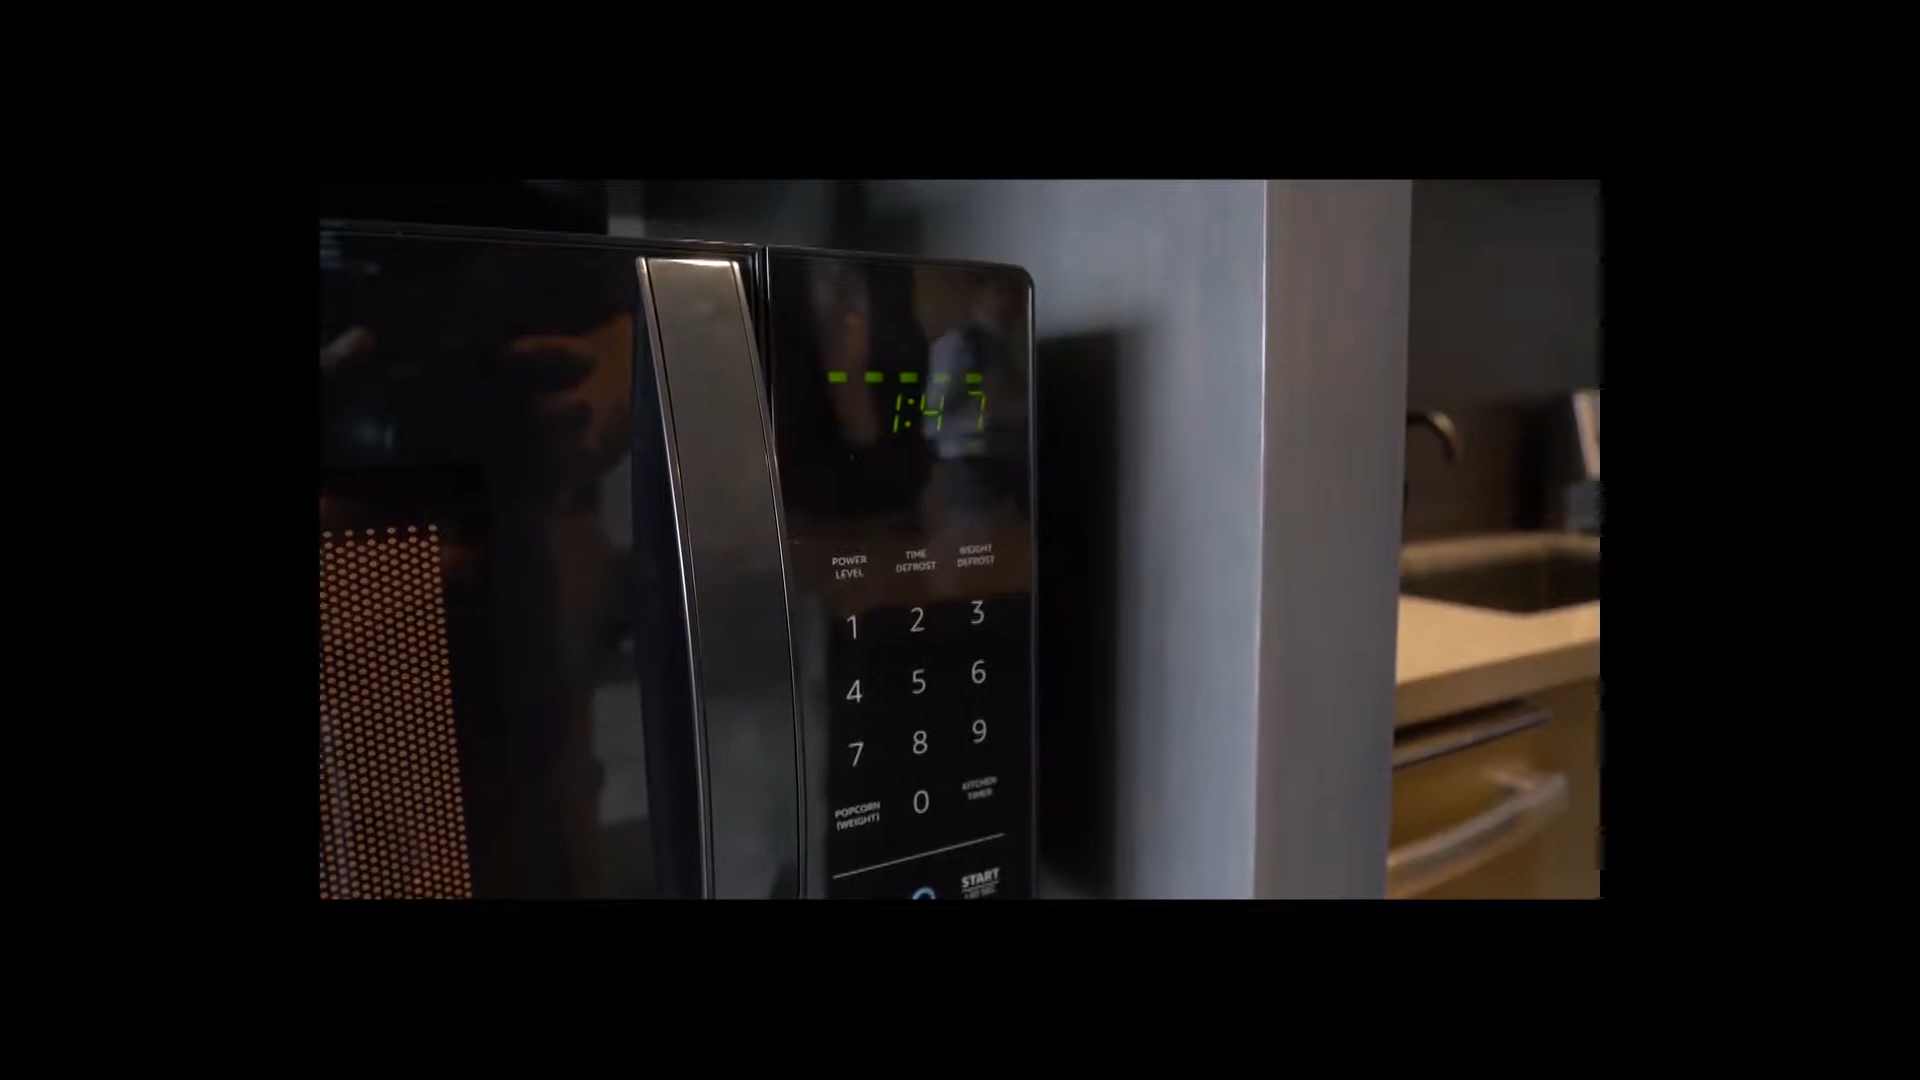 1:47
POWER LEVEL
TIME DEFROST
WEIGHT DEFROST
1 2 3
4 5 6
7 8 9
POPCORN (WEIGHT)
0
KITCHEN TIMER
START